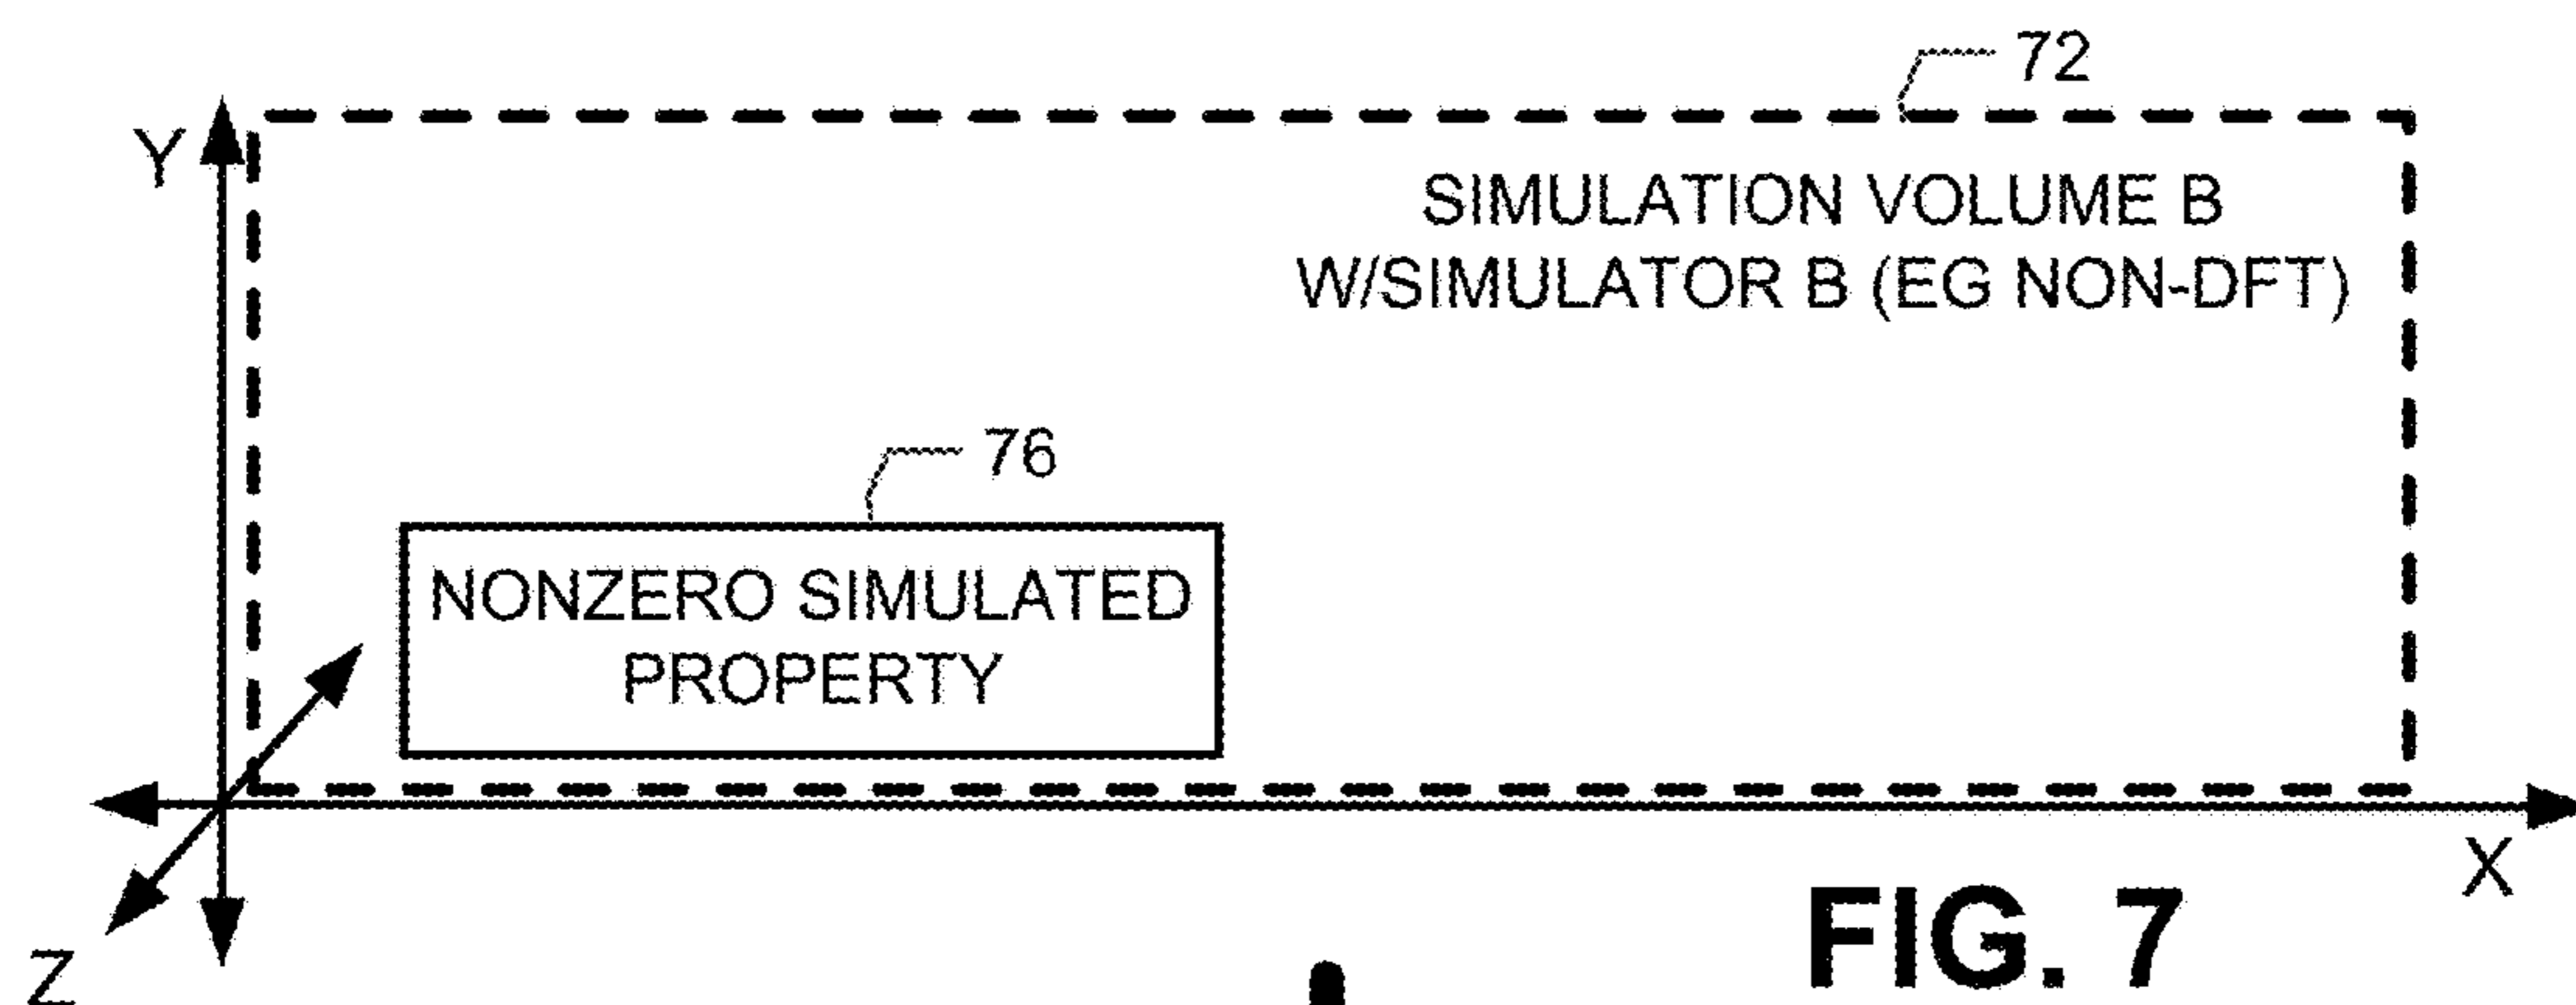 72
Y
SIMULATION VOLUME B
W/SIMULATOR B (EG NON-DFT)
76
NONZERO SIMULATED
PROPERTY
X
Z
FIG. 7